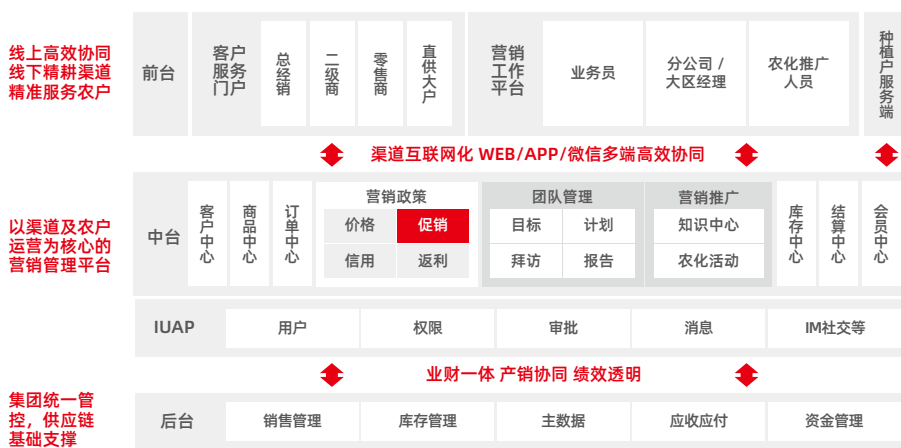 线上高效协同
线下精耕渠道
精准服务农户
前台
客户
服务
门户
总经销
二级商
零售商
直供大户
营销
工作
平台
业务员
分公司 /
大区经理
农化推广
人员
种植户服务端
渠道互联网化 WEB/APP/微信多端高效协同
以渠道及农户
运营为核心的
营销管理平台
中台
客户中心
商品中心
订单中心
营销政策
价格
促销
信用
返利
团队管理
目标
计划
拜访
报告
营销推广
知识中心
农化活动
库存中心
结算中心
会员中心
IUAP
用户
权限
审批
消息
IM社交等
业财一体 产销协同 绩效透明
集团统一管
控，供应链
基础支撑
后台
销售管理
库存管理
主数据
应收应付
资金管理